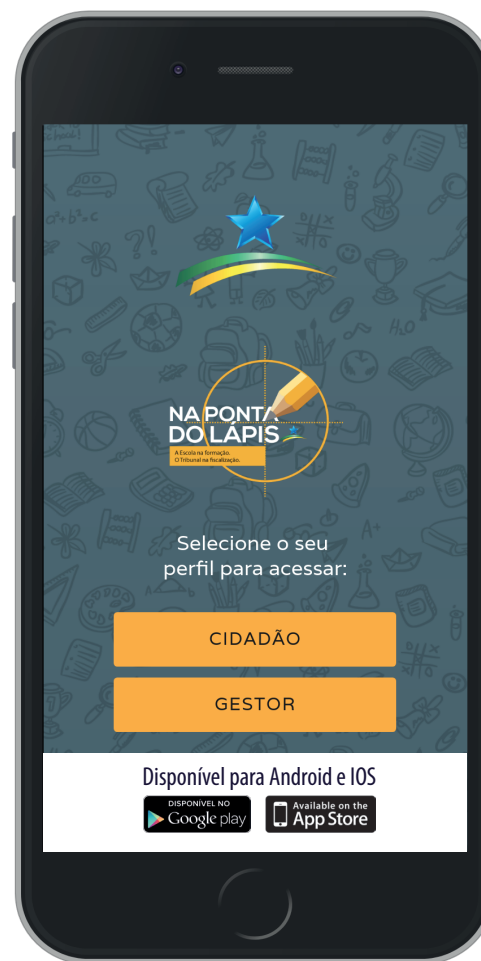 NA PONTA
DO LÁPIS
A Escola na formação.
O Tribunal na fiscalização.
Selecione o seu
perfil para acessar:
CIDADÃO
GESTOR
Disponível para Android e IOS
DISPONÍVEL NO
Google play
Available on the
App Store
H₂O
A+
?!